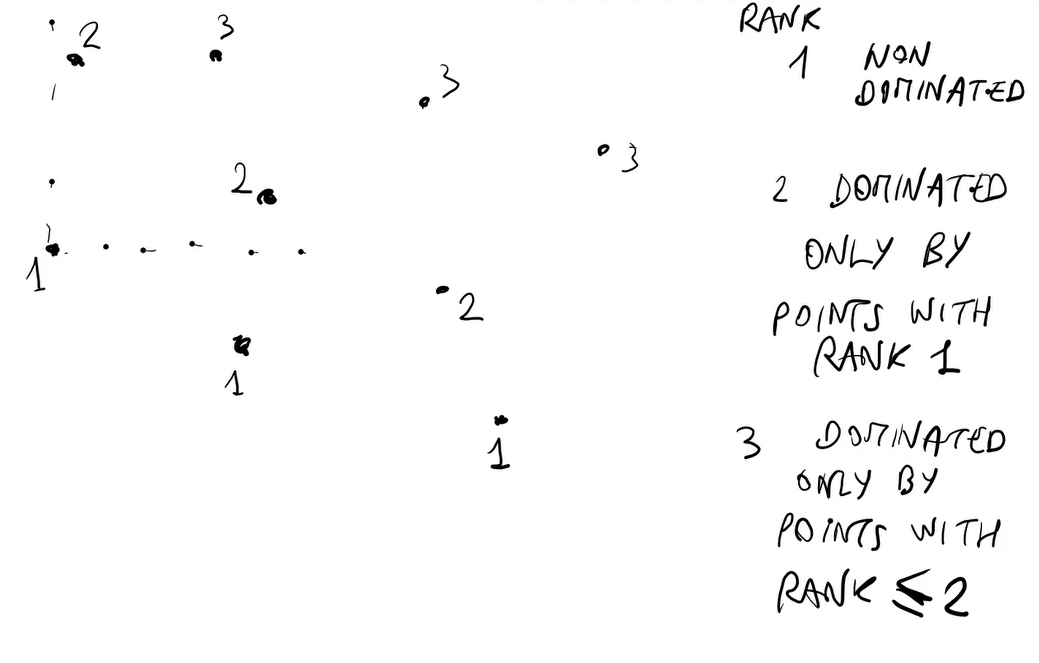 RANK
1 NON
DOMINATED
2 DOMINATED
ONLY BY
POINTS WITH
RANK 1
3 DOMINATED
ONLY BY
POINTS WITH
RANK ≤ 2
2
3
3
3
2
1
2
1
1